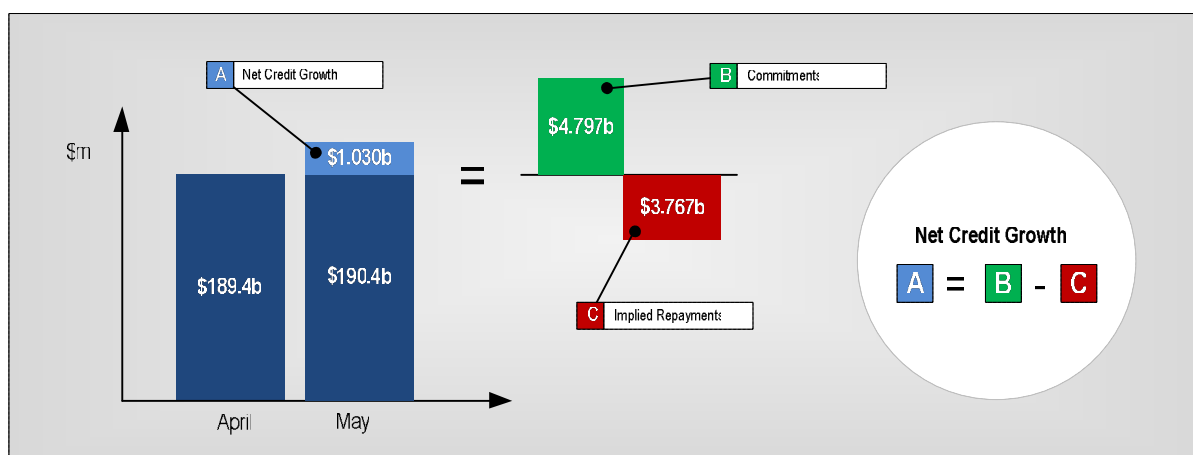 A Net Credit Growth
B Commitments
$4.797b
$m
$1.030b
=
$3.767b
Net Credit Growth
A = B - C
$189.4b
$190.4b
C Implied Repayments
April
May